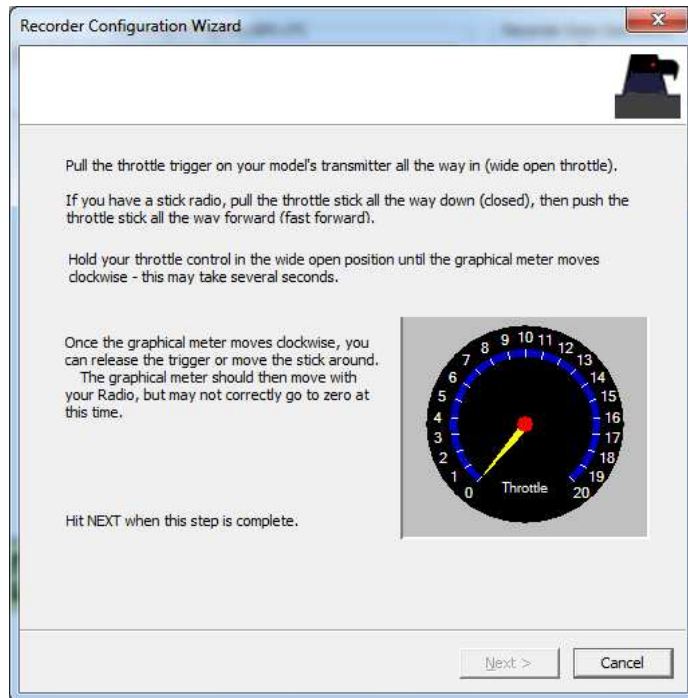 Recorder Configuration Wizard
Pull the throttle trigger on your model's transmitter all the way in (wide open throttle).
If you have a stick radio, pull the throttle stick all the way down (closed), then push the
throttle stick all the way forward (fast forward).
Hold your throttle control in the wide open position until the graphical meter moves
clockwise - this may take several seconds.
Once the graphical meter moves clockwise, you
can release the trigger or move the stick around.
The graphical meter should then move with
your Radio, but may not correctly go to zero at
this time.
0 1 2 3 4 5 6 7 8 9 10 11 12 13 14 15 16 17 18 19 20
Throttle
Hit NEXT when this step is complete.
Next >
Cancel